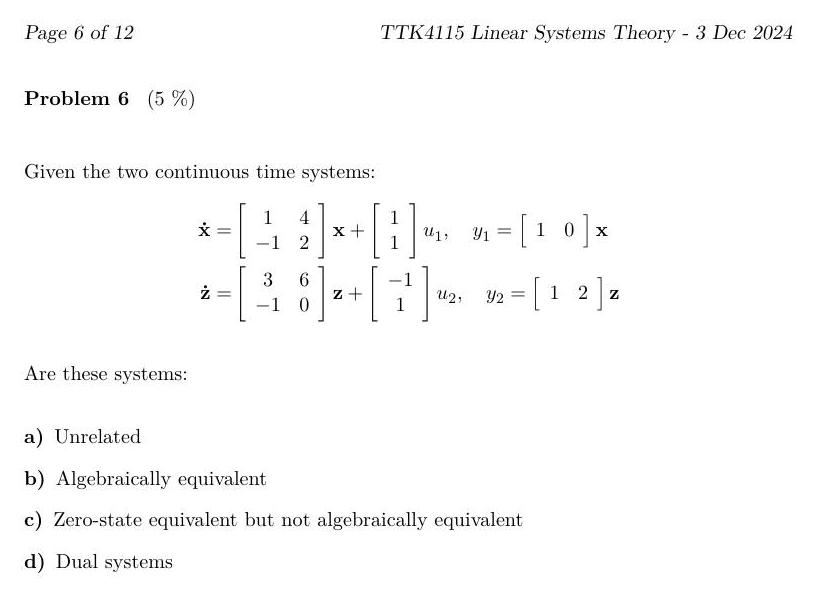 Page 6 of 12 TTK4115 Linear Systems Theory - 3 Dec 2024
Problem 6 (5 %)
Given the two continuous time systems:
ẋ = [ 1 4 ; −1 2 ] x + [ 1 ; 1 ] u₁, y₁ = [ 1 0 ] x
ż = [ 3 6 ; −1 0 ] z + [ −1 ; 1 ] u₂, y₂ = [ 1 2 ] z
Are these systems:
a) Unrelated
b) Algebraically equivalent
c) Zero-state equivalent but not algebraically equivalent
d) Dual systems